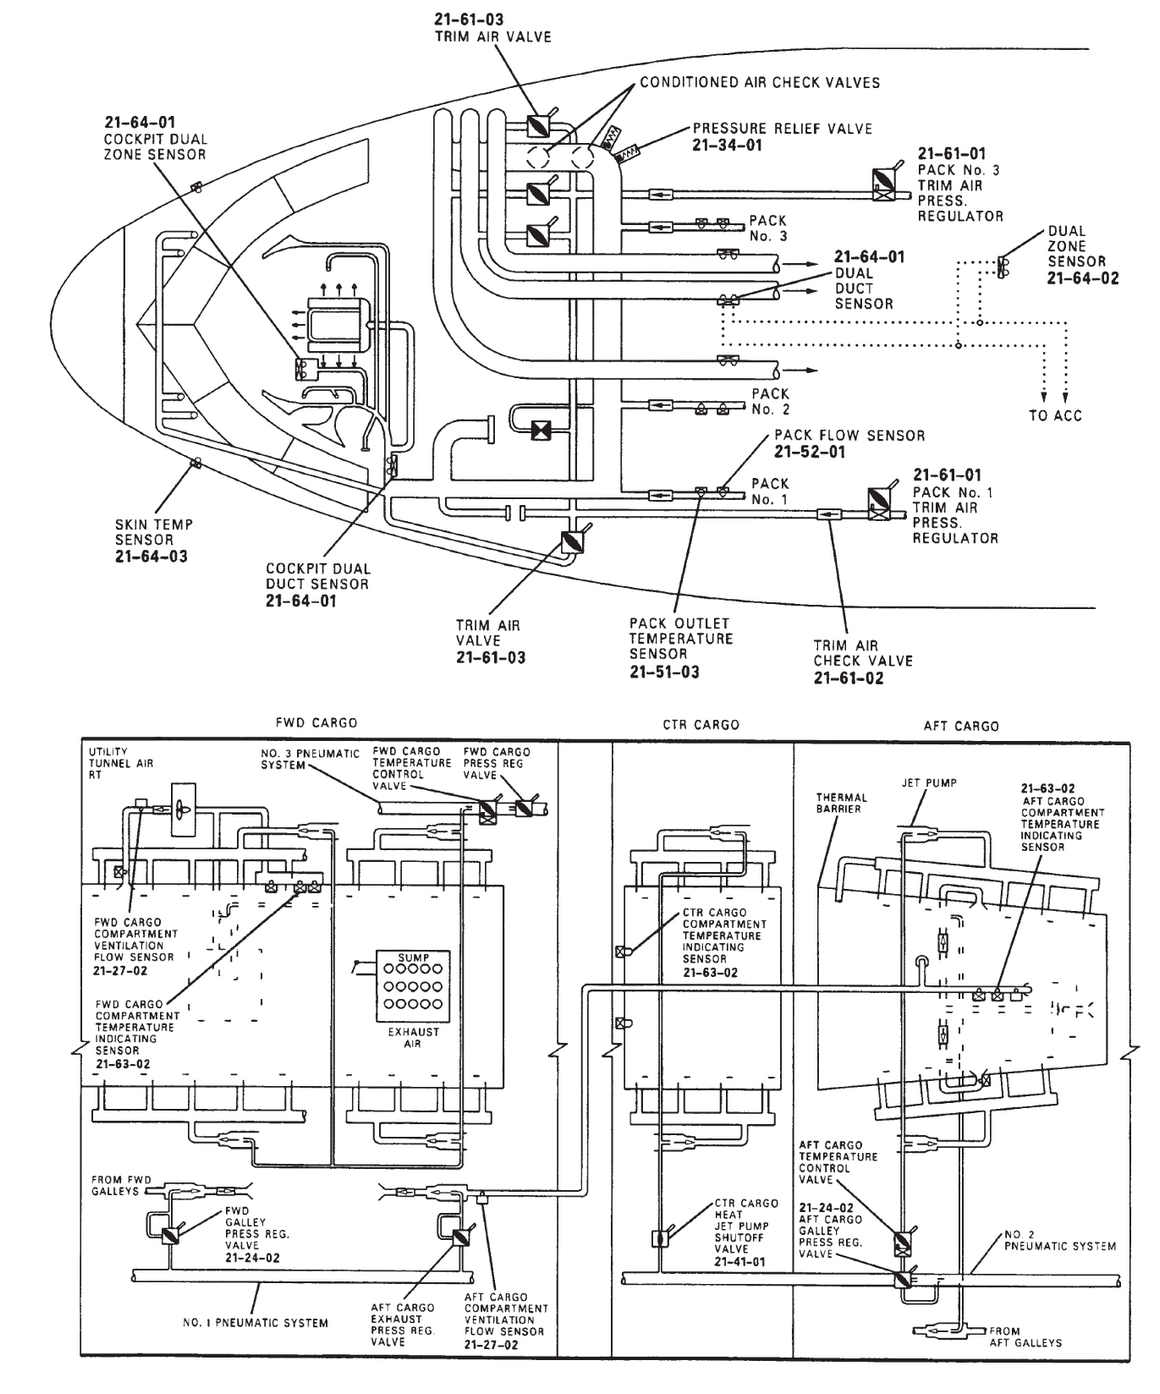 21-61-03
TRIM AIR VALVE
CONDITIONED AIR CHECK VALVES
21-64-01
COCKPIT DUAL
ZONE SENSOR
PRESSURE RELIEF VALVE
21-34-01
21-61-01
PACK No. 3
TRIM AIR
PRESS.
REGULATOR
PACK
No. 3
DUAL
ZONE
SENSOR
21-64-02
21-64-01
DUAL
DUCT
SENSOR
PACK
No. 2
TO ACC
PACK FLOW SENSOR
21-52-01
PACK
No. 1
21-61-01
PACK No. 1
TRIM AIR
PRESS.
REGULATOR
SKIN TEMP
SENSOR
21-64-03
COCKPIT DUAL
DUCT SENSOR
21-64-01
TRIM AIR
VALVE
21-61-03
PACK OUTLET
TEMPERATURE
SENSOR
21-51-03
TRIM AIR
CHECK VALVE
21-61-02
FWD CARGO
CTR CARGO
AFT CARGO
UTILITY
TUNNEL AIR
RT
NO. 3 PNEUMATIC
SYSTEM
FWD CARGO
TEMPERATURE
CONTROL
VALVE
FWD CARGO
PRESS REG
VALVE
THERMAL
BARRIER
JET PUMP
21-63-02
AFT CARGO
COMPARTMENT
TEMPERATURE
INDICATING
SENSOR
FWD CARGO
COMPARTMENT
VENTILATION
FLOW SENSOR
21-27-02
CTR CARGO
COMPARTMENT
TEMPERATURE
INDICATING
SENSOR
21-63-02
SUMP
EXHAUST
AIR
FWD CARGO
COMPARTMENT
TEMPERATURE
INDICATING
SENSOR
21-63-02
FROM FWD
GALLEYS
FWD
GALLEY
PRESS REG.
VALVE
21-24-02
AFT CARGO
TEMPERATURE
CONTROL
VALVE
CTR CARGO
HEAT
JET PUMP
SHUTOFF
VALVE
21-41-01
21-24-02
AFT CARGO
GALLEY
PRESS REG.
VALVE
NO. 2
PNEUMATIC SYSTEM
NO. 1 PNEUMATIC SYSTEM
AFT CARGO
EXHAUST
PRESS REG.
VALVE
AFT CARGO
COMPARTMENT
VENTILATION
FLOW SENSOR
21-27-02
FROM
AFT GALLEYS